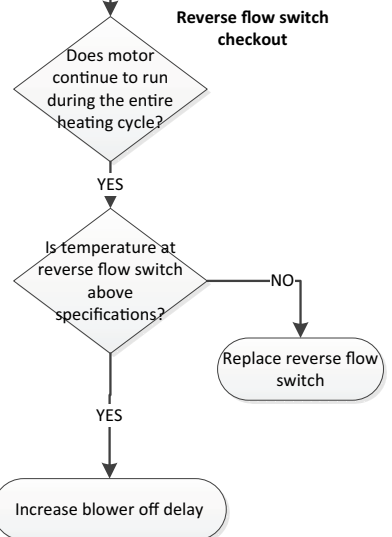 Reverse flow switch
checkout
Does motor
continue to run
during the entire
heating cycle?
YES
Is temperature at
reverse flow switch
above
specifications?
NO
Replace reverse flow
switch
YES
Increase blower off delay